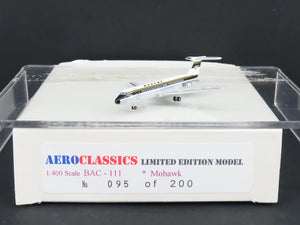 AEROCLASSICS LIMITED EDITION MODEL
1:400 Scale BAC - 111 * Mohawk
№ 095 of 200